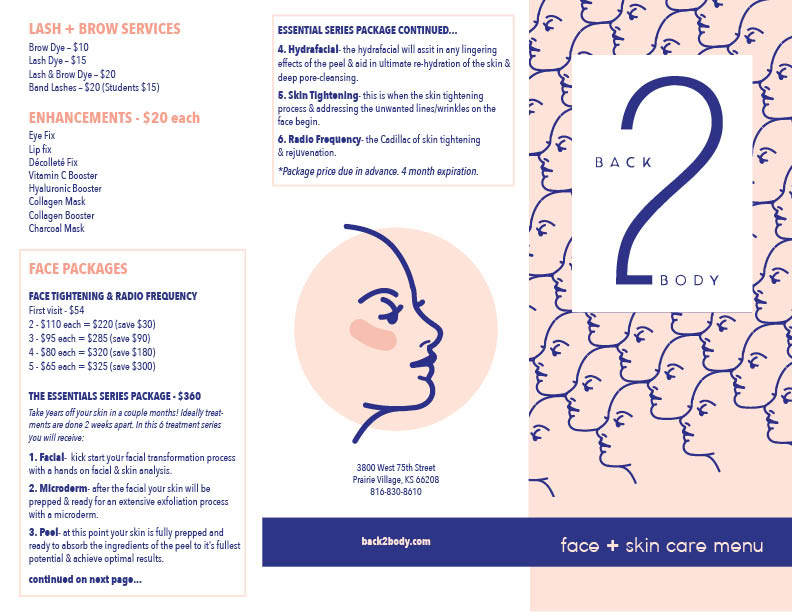 LASH + BROW SERVICES
Brow Dye – $10
Lash Dye – $15
Lash & Brow Dye – $20
Band Lashes – $20 (Students $15)
ENHANCEMENTS - $20 each
Eye Fix
Lip fix
Décolleté Fix
Vitamin C Booster
Hyaluronic Booster
Collagen Mask
Collagen Booster
Charcoal Mask
FACE PACKAGES
FACE TIGHTENING & RADIO FREQUENCY
First visit - $54
2 - $110 each = $220 (save $30)
3 - $95 each = $285 (save $90)
4 - $80 each = $320 (save $180)
5 - $65 each = $325 (save $300)
THE ESSENTIALS SERIES PACKAGE - $360
Take years off your skin in a couple months! Ideally treat-
ments are done 2 weeks apart. In this 6 treatment series
you will receive:
1. Facial- kick start your facial transformation process
with a hands on facial & skin analysis.
2. Microderm- after the facial your skin will be
prepped & ready for an extensive exfoliation process
with a microderm.
3. Peel- at this point your skin is fully prepped and
ready to absorb the ingredients of the peel to it's fullest
potential & achieve optimal results.
continued on next page...
ESSENTIAL SERIES PACKAGE CONTINUED...
4. Hydrafacial- the hydrafacial will assit in any lingering
effects of the peel & aid in ultimate re-hydration of the skin &
deep pore-cleansing.
5. Skin Tightening- this is when the skin tightening
process & addressing the unwanted lines/wrinkles on the
face begin.
6. Radio Frequency- the Cadillac of skin tightening
& rejuvenation.
*Package price due in advance. 4 month expiration.
3800 West 75th Street
Prairie Village, KS 66208
816-830-8610
back2body.com
BACK
2
BODY
face + skin care menu